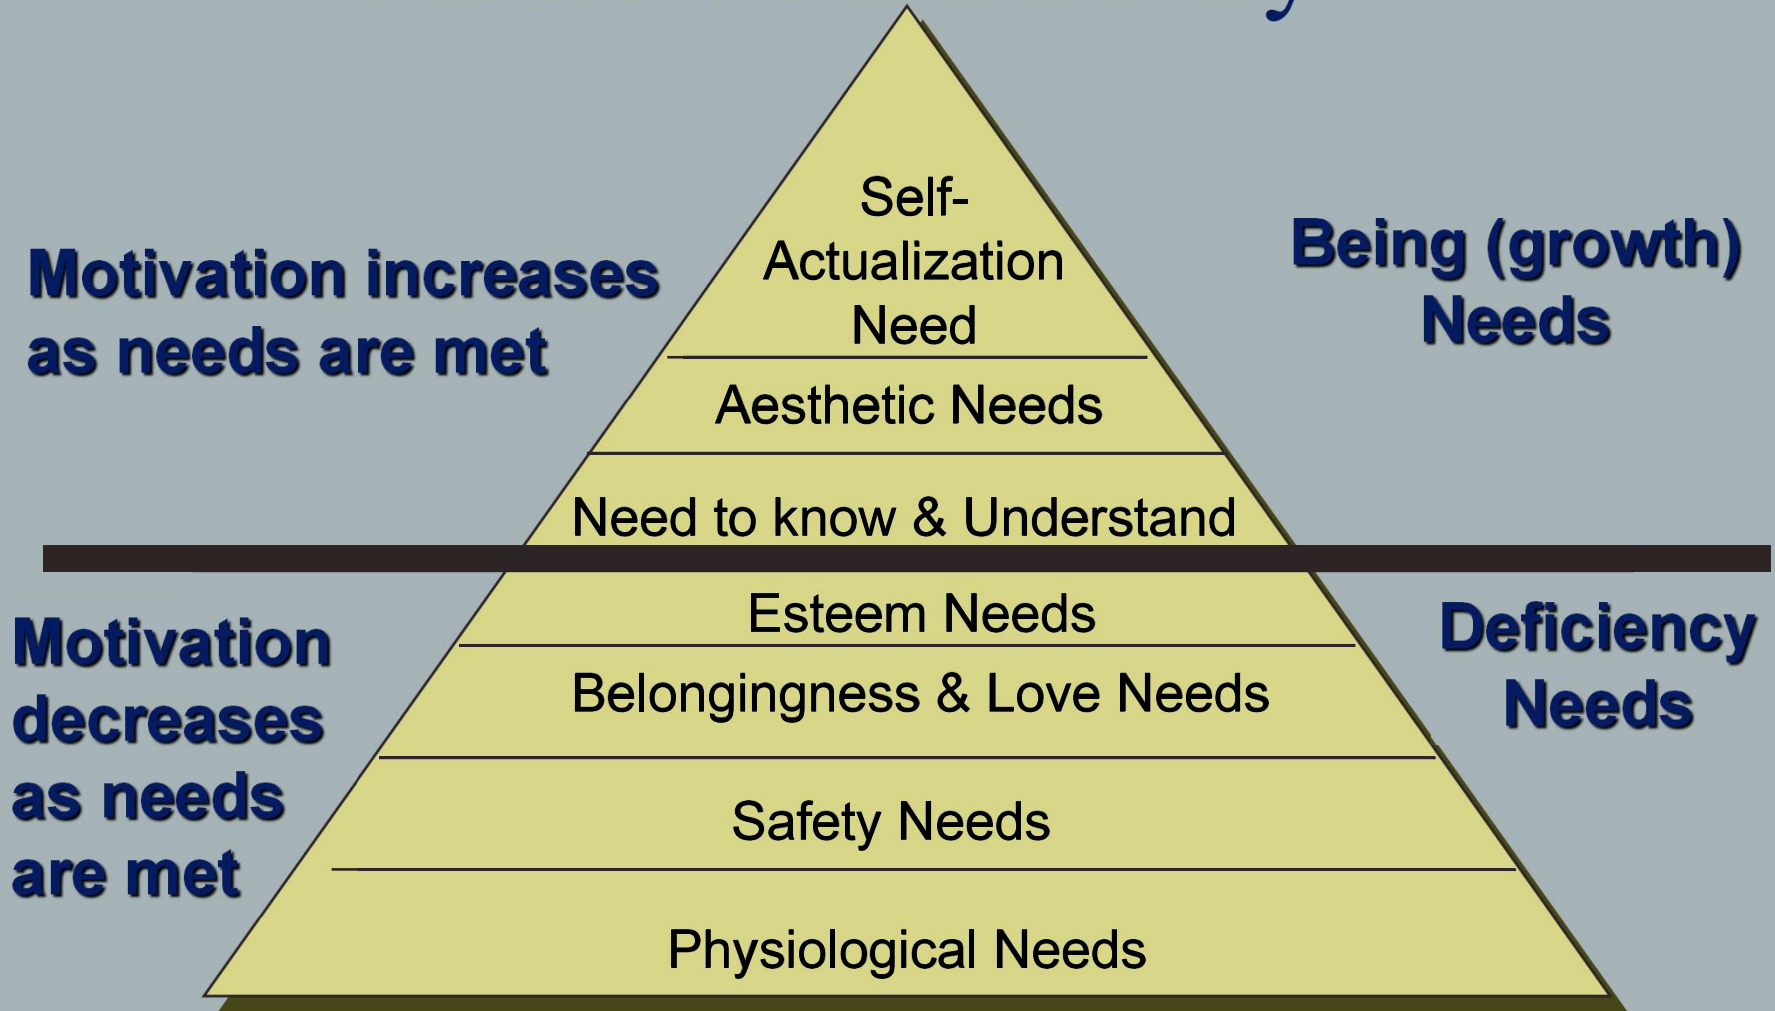 Self-
Actualization
Need
Motivation increases
as needs are met
Being (growth)
Needs
Aesthetic Needs
Need to know & Understand
Esteem Needs
Belongingness & Love Needs
Safety Needs
Physiological Needs
Motivation
decreases
as needs
are met
Deficiency
Needs